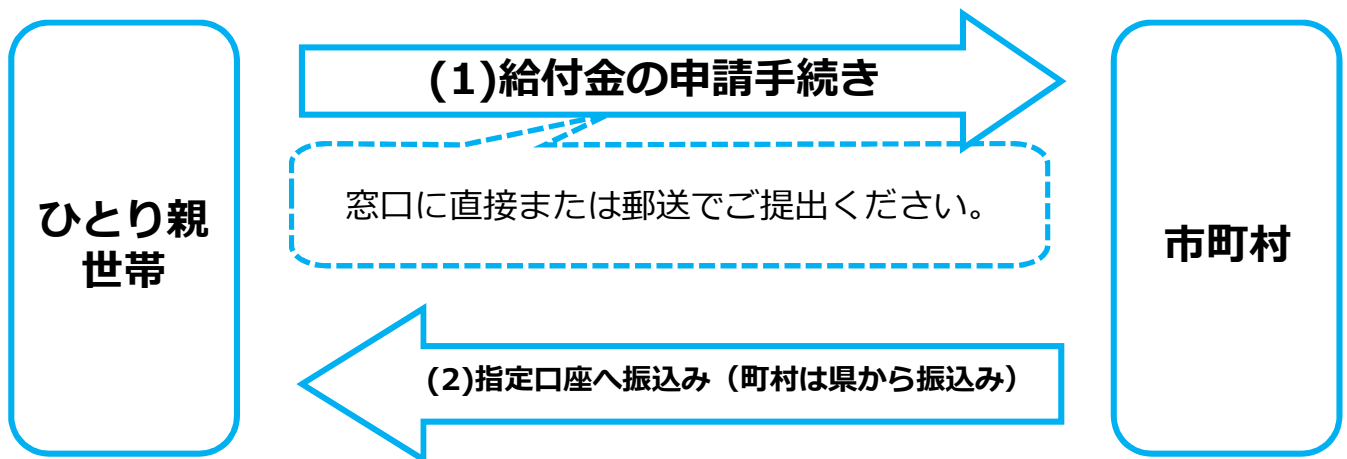 (1)給付金の申請手続き
窓口に直接または郵送でご提出ください。
ひとり親
世帯
市町村
(2)指定口座へ振込み（町村は県から振込み）